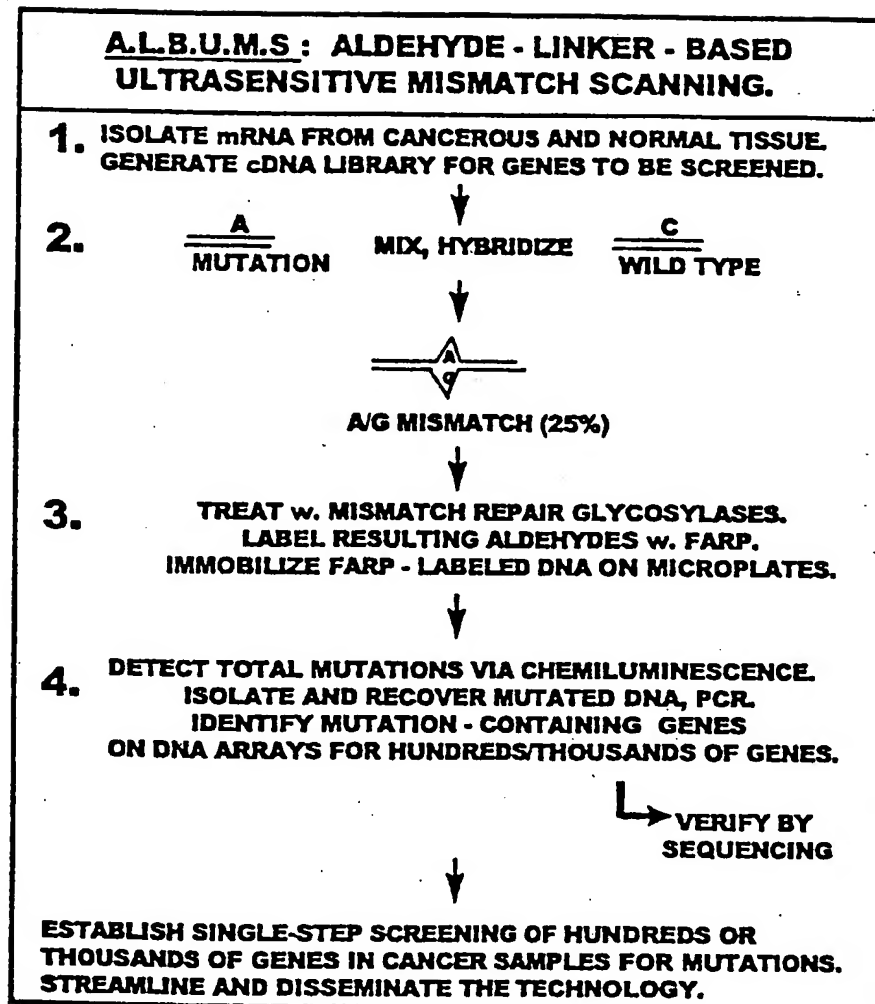 A.L.B.U.M.S : ALDEHYDE - LINKER - BASED
ULTRASENSITIVE MISMATCH SCANNING.
1. ISOLATE mRNA FROM CANCEROUS AND NORMAL TISSUE.
GENERATE cDNA LIBRARY FOR GENES TO BE SCREENED.
2. A MUTATION MIX, HYBRIDIZE C WILD TYPE
A
G
A/G MISMATCH (25%)
3. TREAT w. MISMATCH REPAIR GLYCOSYLASES.
LABEL RESULTING ALDEHYDES w. FARP.
IMMOBILIZE FARP - LABELED DNA ON MICROPLATES.
4. DETECT TOTAL MUTATIONS VIA CHEMILUMINESCENCE.
ISOLATE AND RECOVER MUTATED DNA, PCR.
IDENTIFY MUTATION - CONTAINING GENES
ON DNA ARRAYS FOR HUNDREDS/THOUSANDS OF GENES.
VERIFY BY
SEQUENCING
ESTABLISH SINGLE-STEP SCREENING OF HUNDREDS OR
THOUSANDS OF GENES IN CANCER SAMPLES FOR MUTATIONS.
STREAMLINE AND DISSEMINATE THE TECHNOLOGY.